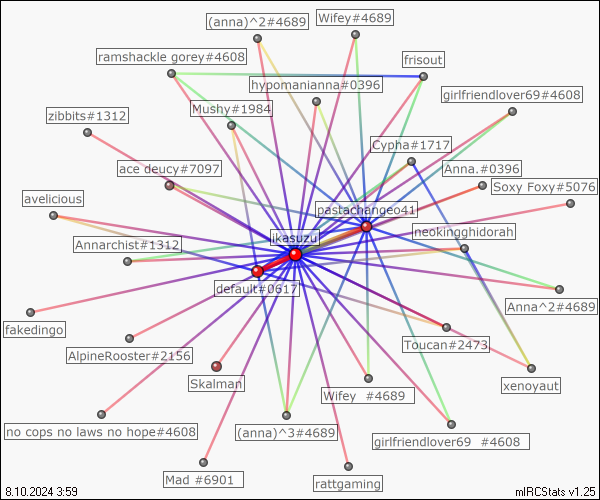 (anna)^2#4689
Wifey#4689
ramshackle gorey#4608
frisout
hypomanianna#0396
girlfriendlover69#4608
Mushy#1984
zibbits#1312
Cypha#1717
ace deucy#7097
Anna.#0396
Soxy Foxy#5076
avelicious
pastachangeo41
ikasuzu
neokingghidorah
Annarchist#1312
default#0617
Anna^2#4689
fakedingo
Toucan#2473
AlpineRooster#2156
Skalman
xenoyaut
Wifey  #4689
no cops no laws no hope#4608
(anna)^3#4689
girlfriendlover69  #4608
Mad #6901
rattgaming
8.10.2024 3:59
mIRCStats v1.25